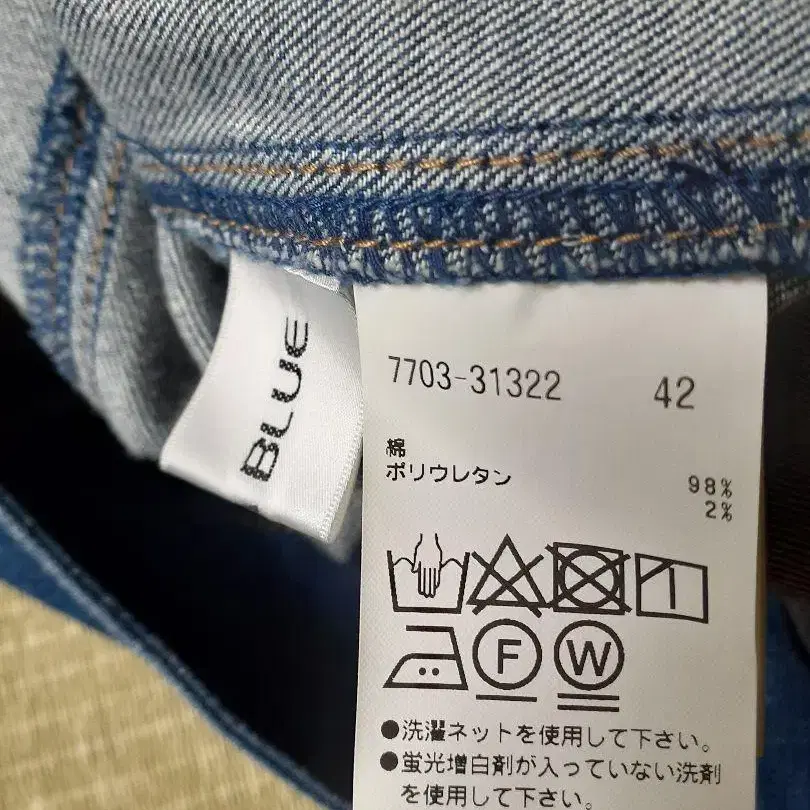 BLUE
7703-31322 42
綿
ポリウレタン
98%
2%
F W
●洗濯ネットを使用して下さい。
●蛍光増白剤が入っていない洗剤
を使用して下さい。